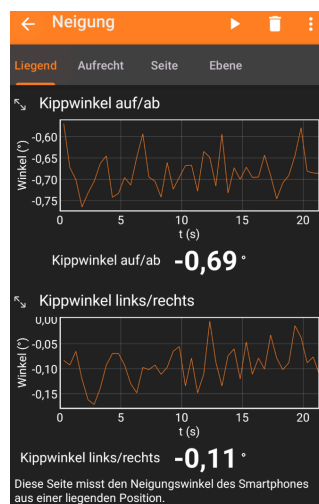 Neigung
Liegend Aufrecht Seite Ebene
Kippwinkel auf/ab
-0,60
-0,65
-0,70
-0,75
Winkel (°)
0 5 10 15 20
t (s)
Kippwinkel auf/ab -0,69 °
Kippwinkel links/rechts
0,00
-0,05
-0,10
-0,15
Winkel (°)
0 5 10 15 20
t (s)
Kippwinkel links/rechts -0,11 °
Diese Seite misst den Neigungswinkel des Smartphones
aus einer liegenden Position.